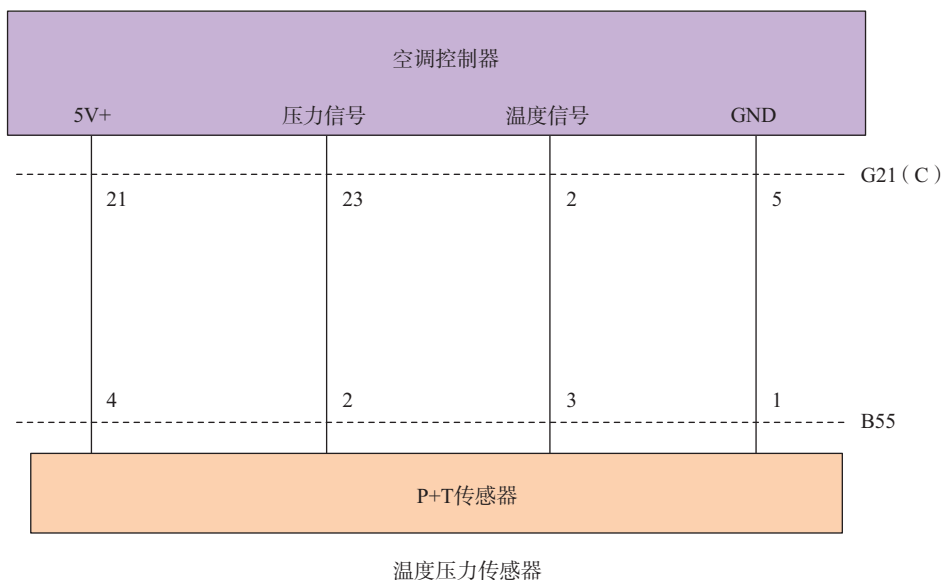 空调控制器
5V+ 压力信号 温度信号 GND
G21（C）
21 23 2 5
4 2 3 1
B55
P+T传感器
温度压力传感器